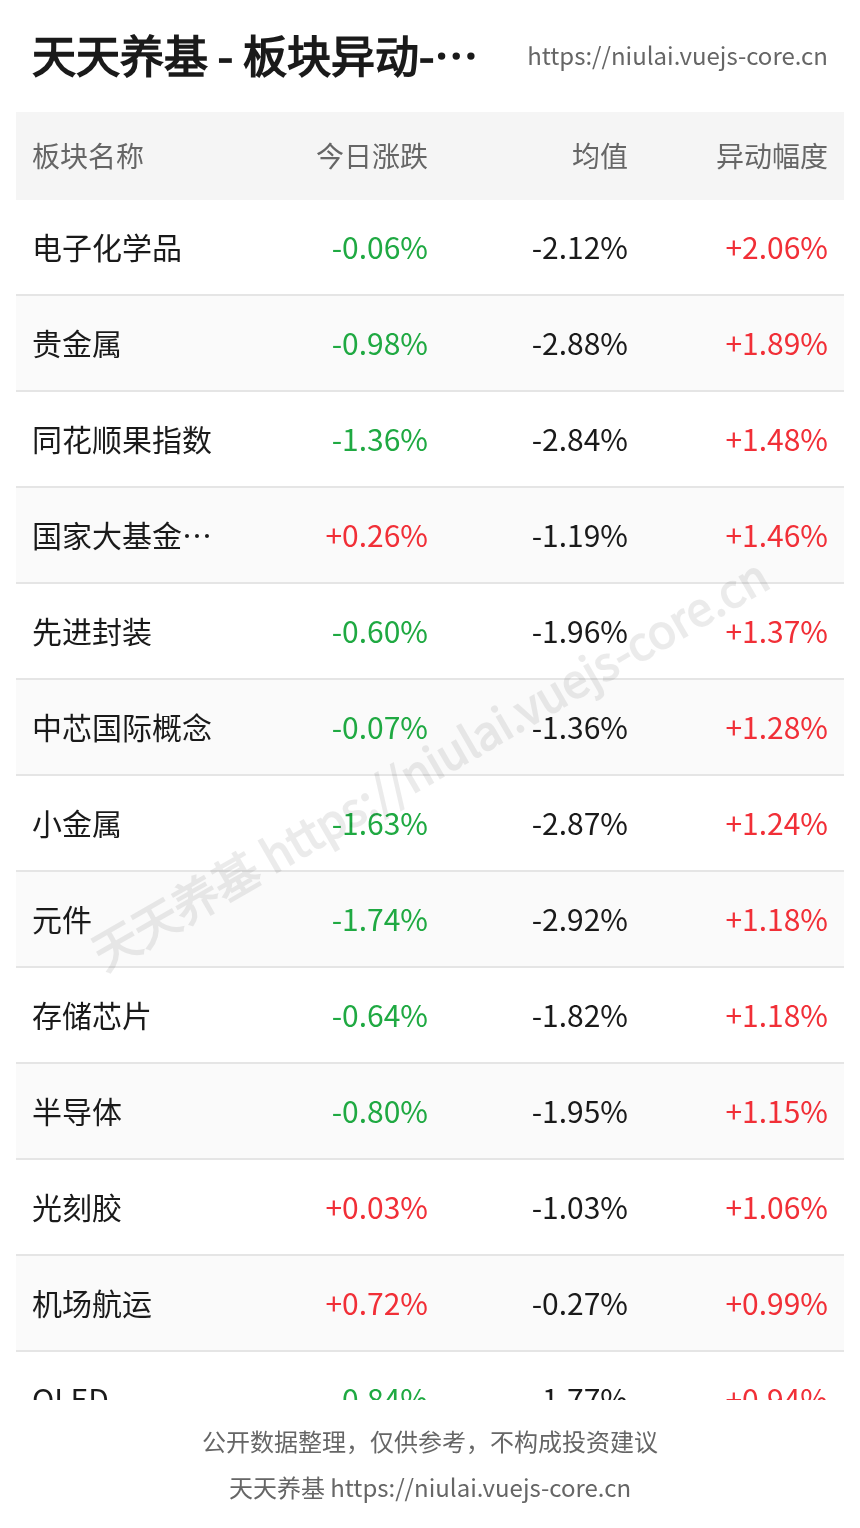 天天养基 - 板块异动-… https://niulai.vuejs-core.cn
板块名称 今日涨跌 均值 异动幅度
电子化学品 -0.06% -2.12% +2.06%
贵金属 -0.98% -2.88% +1.89%
同花顺果指数 -1.36% -2.84% +1.48%
国家大基金… +0.26% -1.19% +1.46%
先进封装 -0.60% -1.96% +1.37%
中芯国际概念 -0.07% -1.36% +1.28%
小金属 -1.63% -2.87% +1.24%
元件 -1.74% -2.92% +1.18%
存储芯片 -0.64% -1.82% +1.18%
半导体 -0.80% -1.95% +1.15%
光刻胶 +0.03% -1.03% +1.06%
机场航运 +0.72% -0.27% +0.99%
OLED -0.84% -1.77% +0.94%
天天养基 https://niulai.vuejs-core.cn
公开数据整理，仅供参考，不构成投资建议
天天养基 https://niulai.vuejs-core.cn